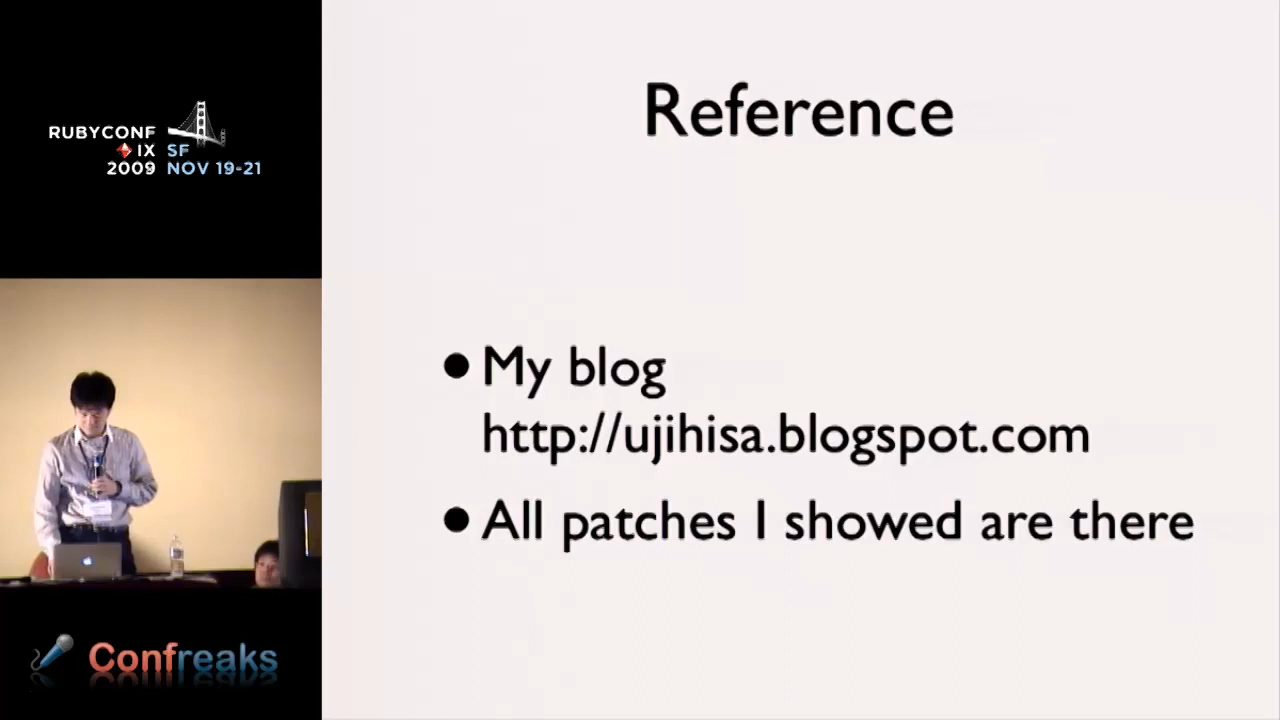 RUBYCONF
IX SF
2009 NOV 19-21
Confreaks
Reference
• My blog
http://ujihisa.blogspot.com
• All patches I showed are there